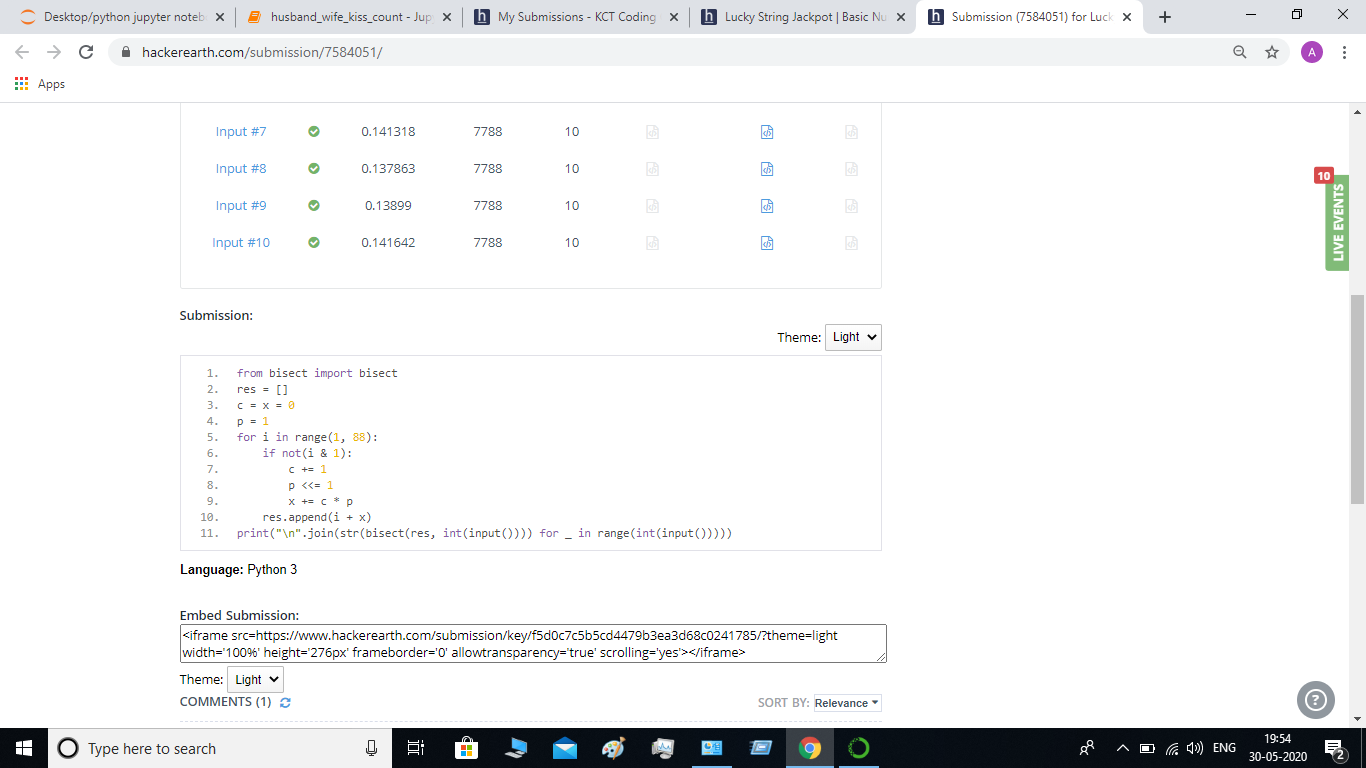 Desktop/python jupyter noteb
husband_wife_kiss_count - Jup
My Submissions - KCT Coding
Lucky String Jackpot | Basic Nu
Submission (7584051) for Luck
hackerearth.com/submission/7584051/
A
Apps
Input #7 0.141318 7788 10
Input #8 0.137863 7788 10
Input #9 0.13899 7788 10
Input #10 0.141642 7788 10
10
LIVE EVENTS
Submission:
Theme: Light
1. from bisect import bisect
2. res = []
3. c = x = 0
4. p = 1
5. for i in range(1, 88):
6.     if not(i & 1):
7.         c += 1
8.         p <<= 1
9.         x += c * p
10.     res.append(i + x)
11. print("\n".join(str(bisect(res, int(input()))) for _ in range(int(input()))))
Language: Python 3
Embed Submission:
<iframe src=https://www.hackerearth.com/submission/key/f5d0c7c5b5cd4479b3ea3d68c0241785/?theme=light
width='100%' height='276px' frameborder='0' allowtransparency='true' scrolling='yes'></iframe>
Theme: Light
COMMENTS (1)
SORT BY: Relevance
?
Type here to search
ENG
19:54
30-05-2020
2